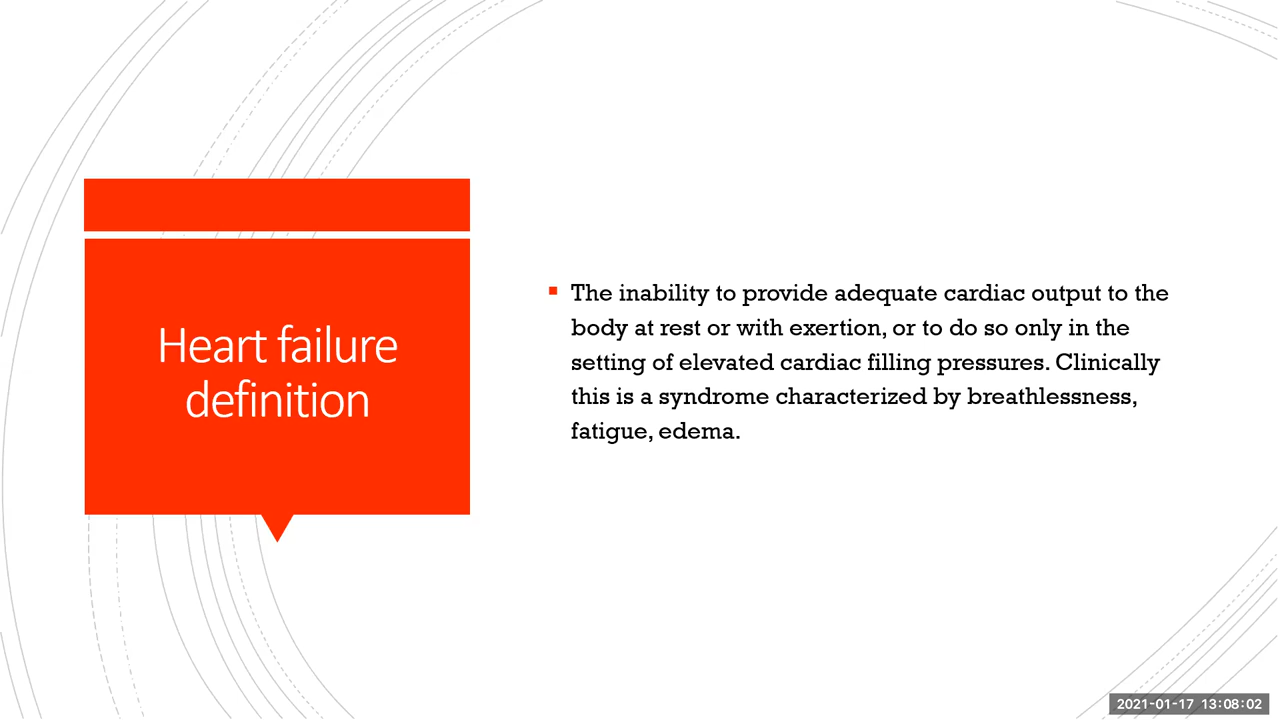 Heart failure
definition
The inability to provide adequate cardiac output to the
body at rest or with exertion, or to do so only in the
setting of elevated cardiac filling pressures. Clinically
this is a syndrome characterized by breathlessness,
fatigue, edema.
2021-01-17 13:08:02